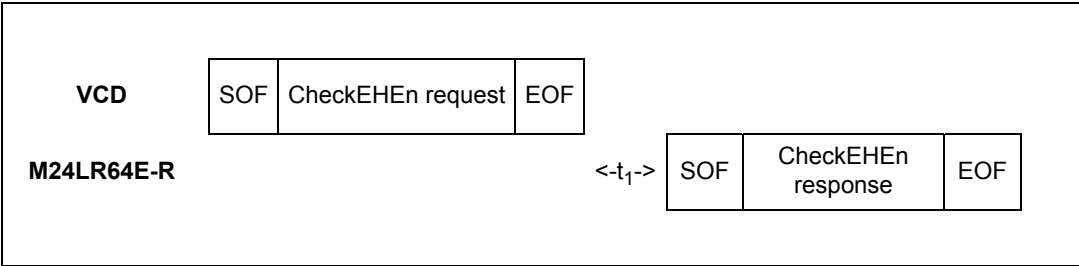 VCD SOF CheckEHEn request EOF
M24LR64E-R <-t1-> SOF CheckEHEn response EOF